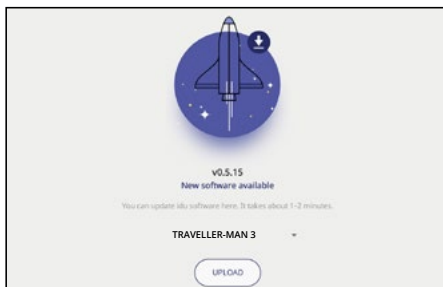 v0.5.15
New software available
You can update idu software here. It takes about 1-2 minutes.
TRAVELLER-MAN 3
UPLOAD